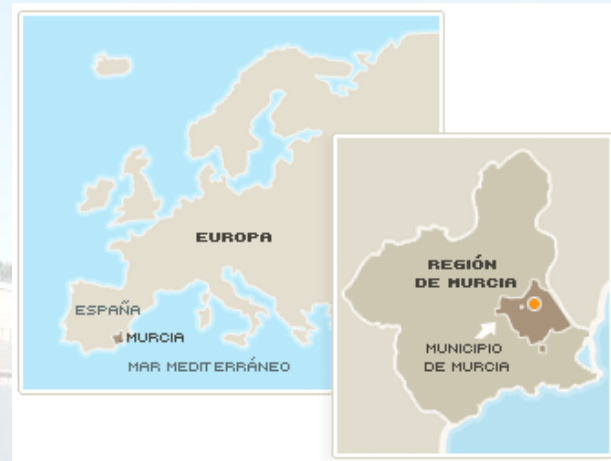 EUROPA
ESPAÑA
MURCIA
MAR MEDITERRÁNEO
REGIÓN
DE MURCIA
MUNICIPIO
DE MURCIA